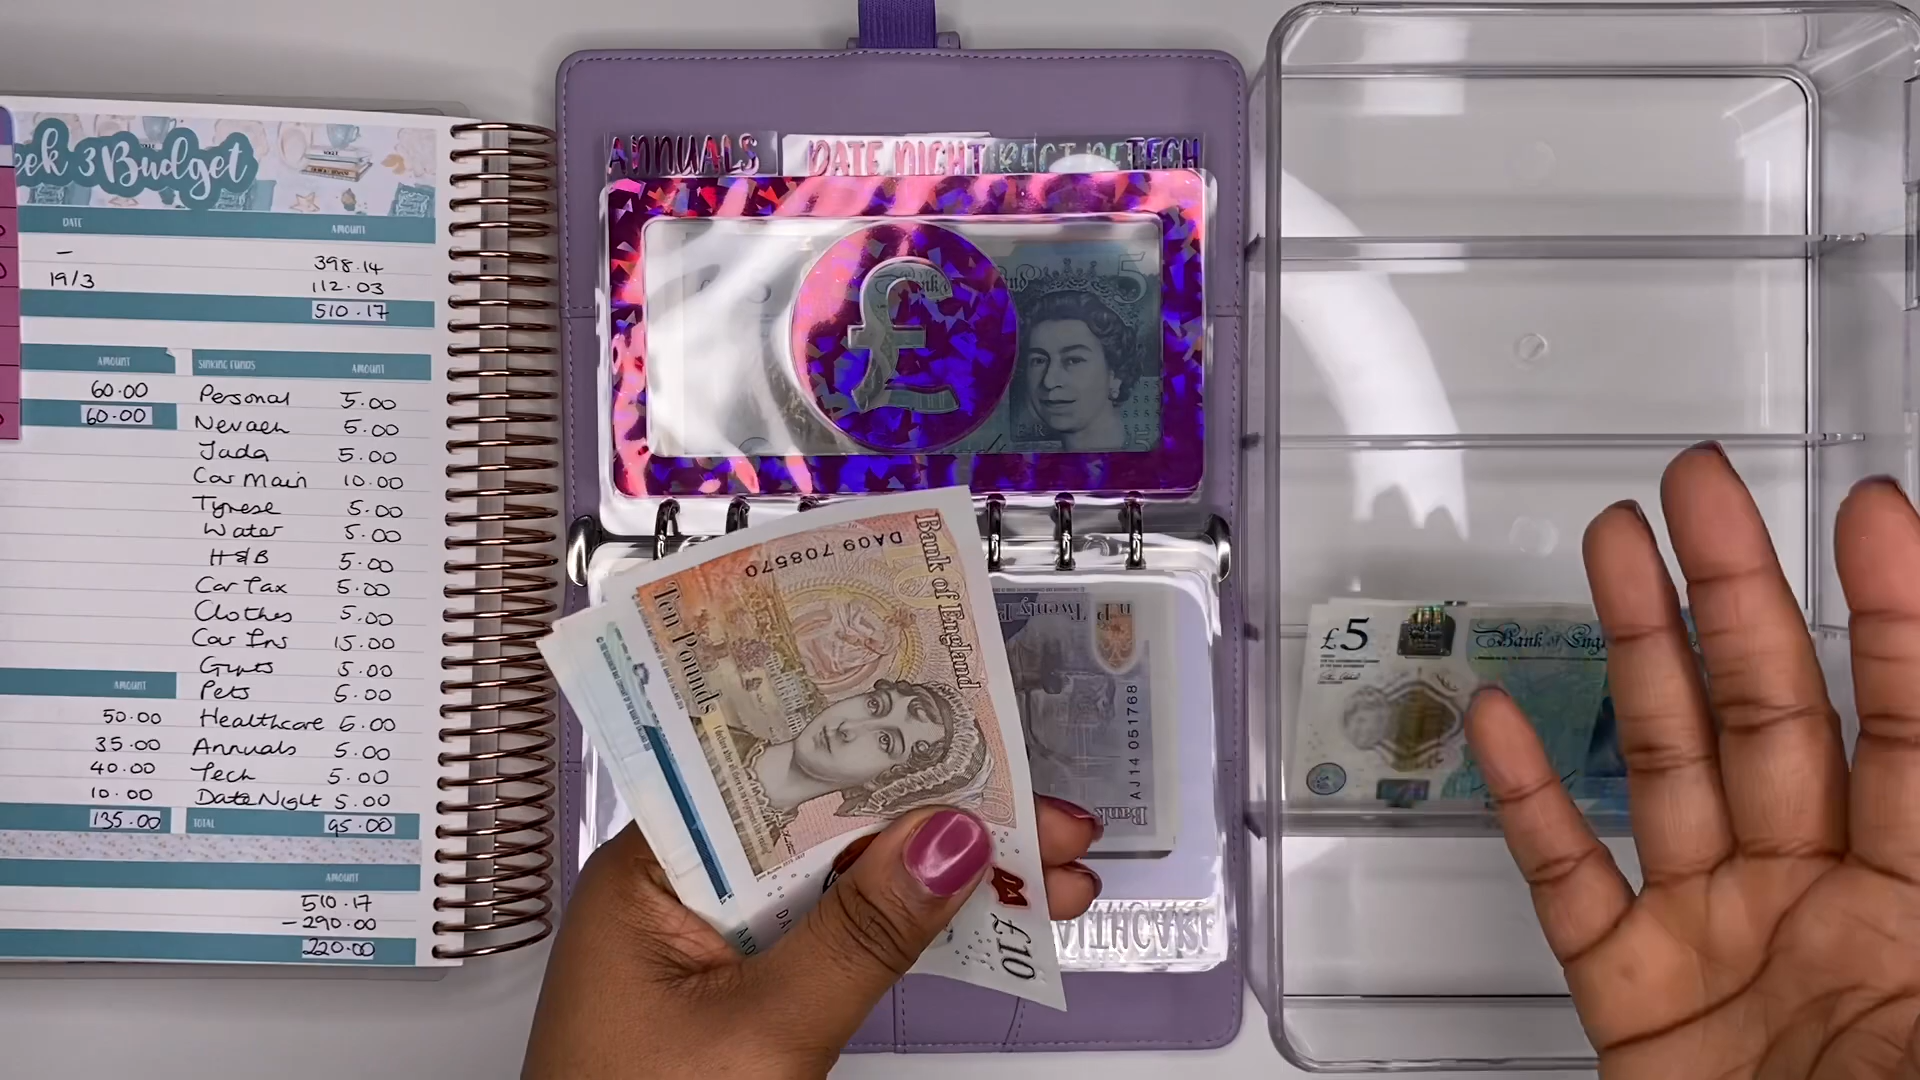 eek 3 Budget
DATE AMOUNT
- 398.14
19/3 112.03
510.17
AMOUNT
60.00
60.00
SINKING FUNDS AMOUNT
Personal 5.00
Nevaeh 5.00
Jada 5.00
Car Main 10.00
Tyrese 5.00
Water 5.00
H&B 5.00
Car Tax 5.00
Clothes 5.00
Car Ins 15.00
Gifts 5.00
Pets 5.00
Healthcare 5.00
Annuals 5.00
Tech 5.00
Date Night 5.00
TOTAL 95.00
AMOUNT
50.00
35.00
40.00
10.00
135.00
AMOUNT
510.17
-290.00
220.00
ANNUALS
DATE NIGHT
TECH
£
5
Bank of England
DA09 708570
Ten Pounds
£10
AJ14 051768
Twenty
Bank
ALTHCARE
£5
Bank of Eng